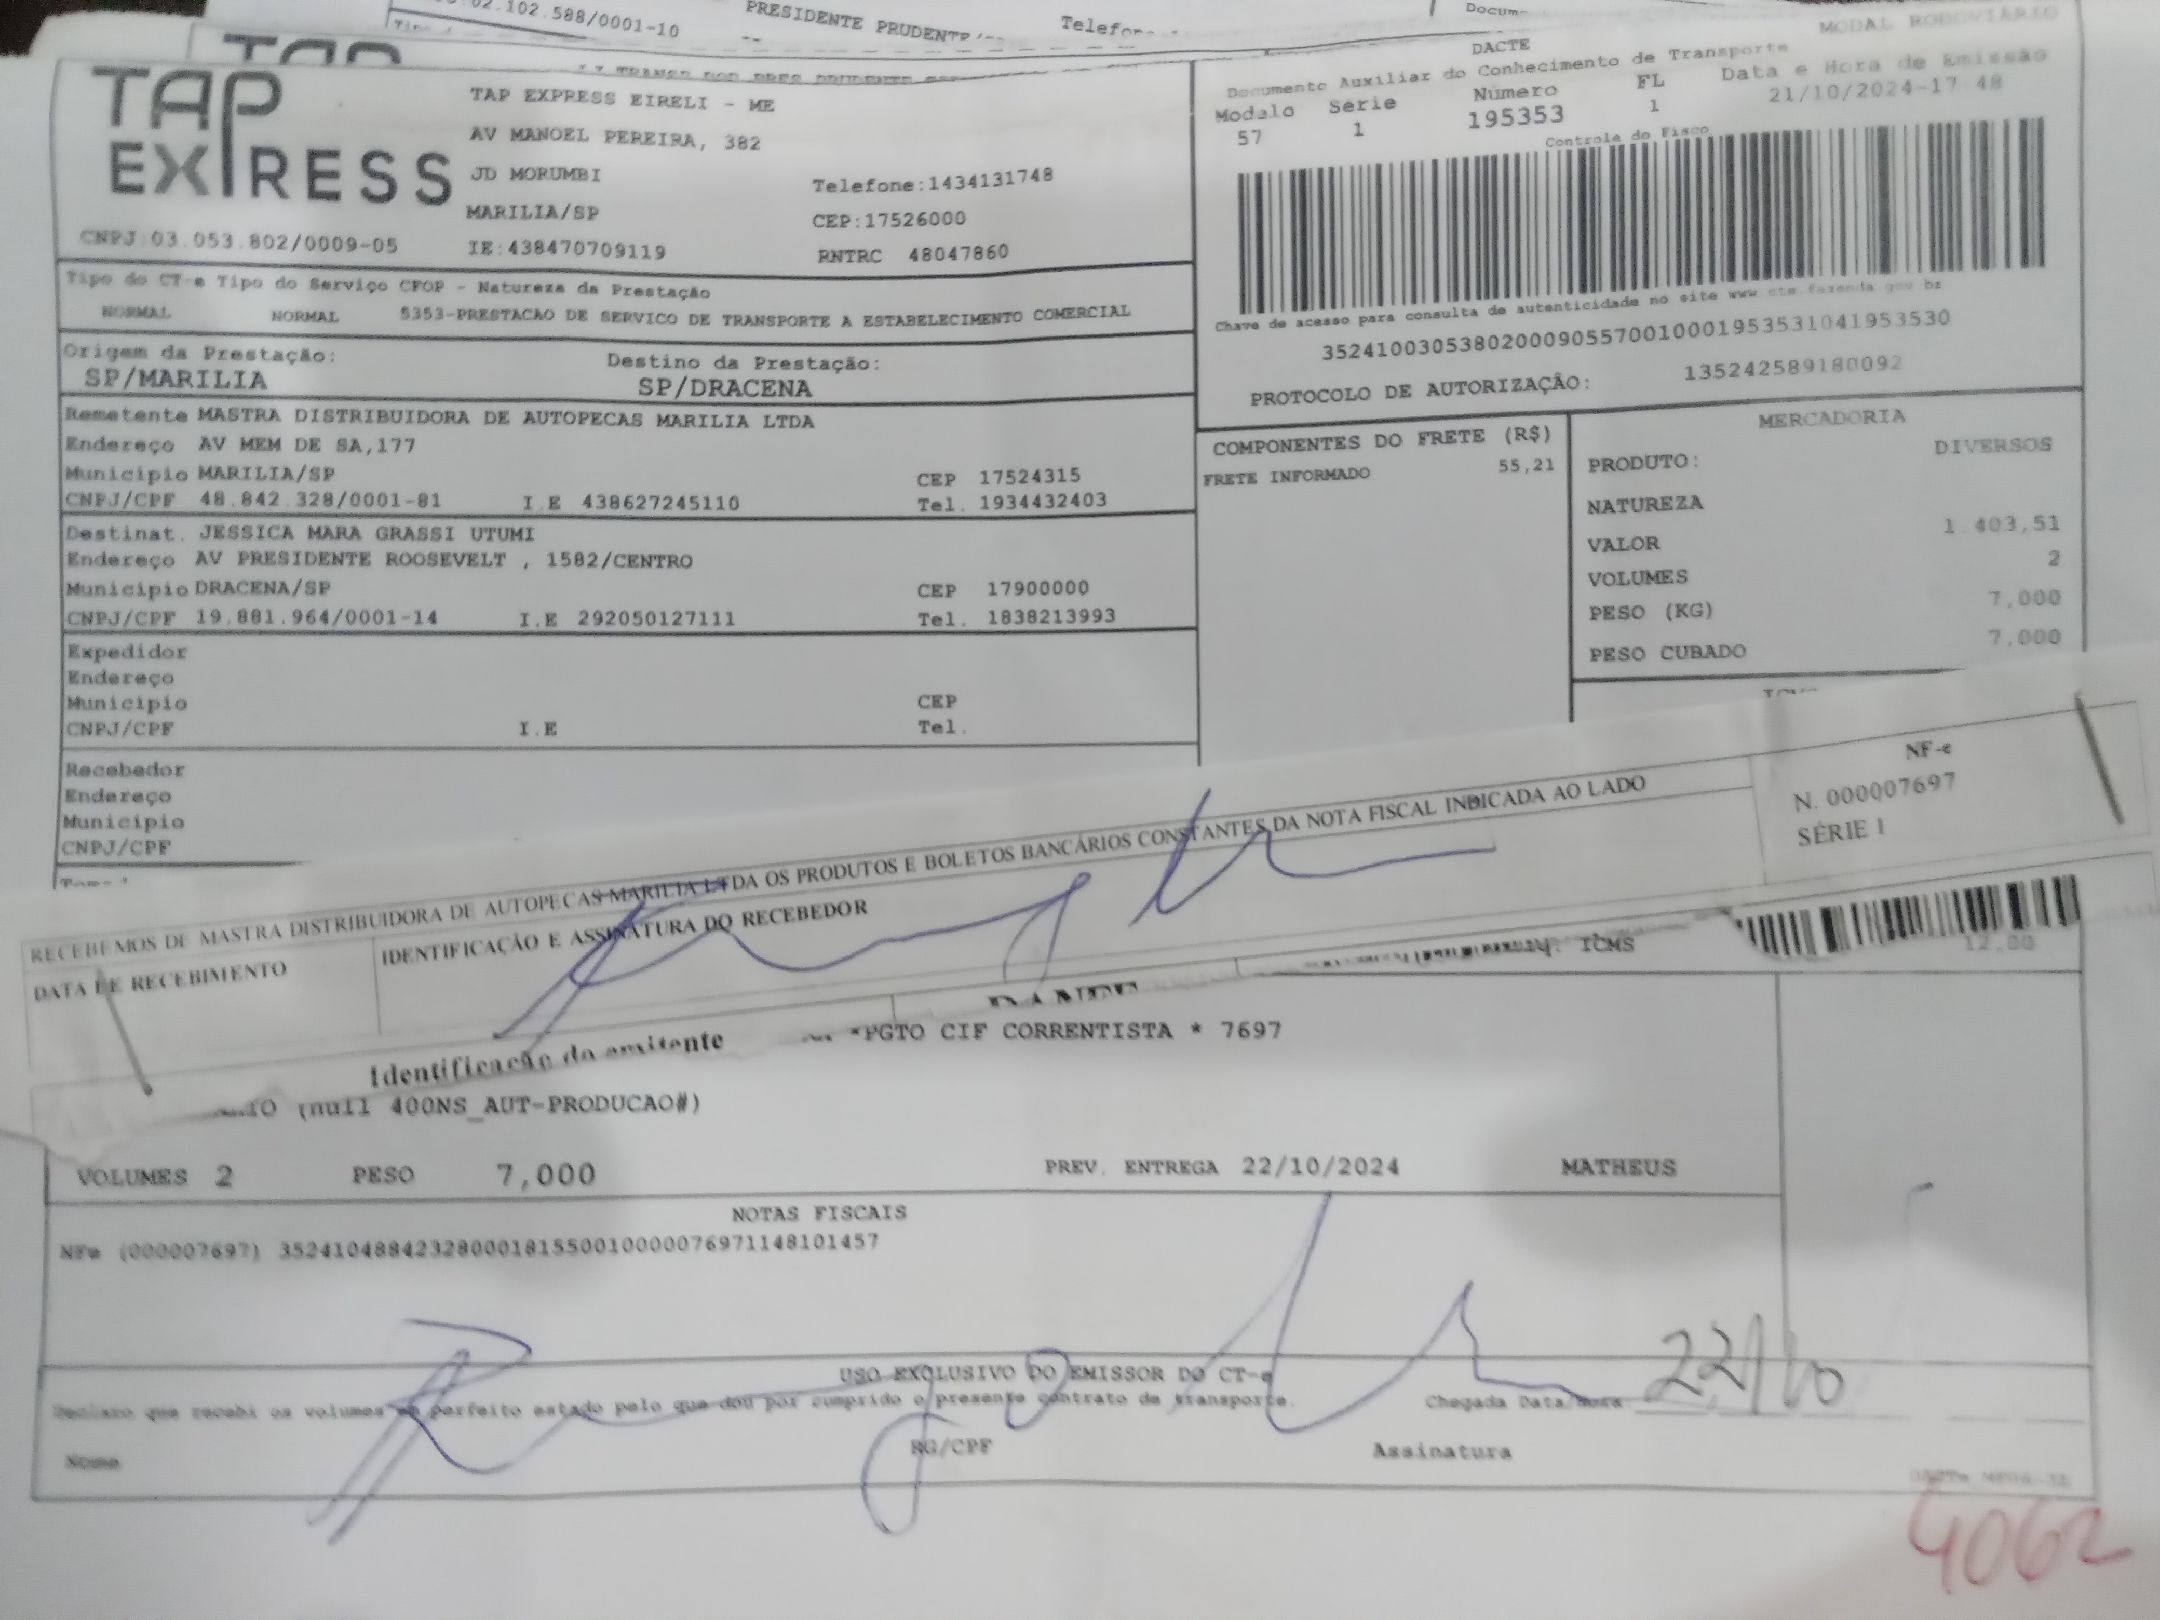 02.102.588/0001-10
PRESIDENTE PRUDENTE
MODAL RODOVIÁRIO
TAP
TAP EXPRESS
TAP EXPRESS EIRELI - ME
AV MANOEL PEREIRA, 382
JD MORUMBI
Telefone:1434131748
MARILIA/SP
CEP:17526000
CNPJ:03.053.802/0009-05 IE:438470709119 RNTRC 48047860
DACTE
Documento Auxiliar do Conhecimento de Transporte
Modelo Série Número FL Data e Hora de Emissão
57 1 195353 1 21/10/2024-17:48
Controle do Fisco
Chave de acesso para consulta de autenticidade no site www.cte.fazenda.gov.br
35241003053802000905570010001953531041953530
PROTOCOLO DE AUTORIZAÇÃO: 135242589180092
Tipo do CT-e Tipo do Serviço CFOP - Natureza da Prestação
NORMAL NORMAL 5353-PRESTACAO DE SERVICO DE TRANSPORTE A ESTABELECIMENTO COMERCIAL
Origem da Prestação: Destino da Prestação:
SP/MARILIA SP/DRACENA
Remetente MASTRA DISTRIBUIDORA DE AUTOPECAS MARILIA LTDA
Endereço AV MEM DE SA,177
Município MARILIA/SP CEP 17524315
CNPJ/CPF 48.842.328/0001-81 I.E 438627245110 Tel. 1934432403
Destinat. JESSICA MARA GRASSI UTUMI
Endereço AV PRESIDENTE ROOSEVELT , 1582/CENTRO
Município DRACENA/SP CEP 17900000
CNPJ/CPF 19.881.964/0001-14 I.E 292050127111 Tel. 1838213993
Expedidor
Endereço
Município CEP
CNPJ/CPF I.E Tel.
Recebedor
Endereço
Município
CNPJ/CPF
COMPONENTES DO FRETE (R$)
FRETE INFORMADO 55,21
MERCADORIA
PRODUTO: DIVERSOS
NATUREZA
VALOR 1.403,51
VOLUMES 2
PESO (KG) 7,000
PESO CUBADO 7,000
RECEBEMOS DE MASTRA DISTRIBUIDORA DE AUTOPECAS MARILIA LTDA OS PRODUTOS E BOLETOS BANCÁRIOS CONSTANTES DA NOTA FISCAL INDICADA AO LADO
NF-e
N. 000007697
SÉRIE 1
DATA DE RECEBIMENTO
IDENTIFICAÇÃO E ASSINATURA DO RECEBEDOR
ICMS
12,00
Identificação do emitente
*PGTO CIF CORRENTISTA * 7697
(null 400NS_AUT-PRODUCAO#)
VOLUMES 2 PESO 7,000 PREV. ENTREGA 22/10/2024 MATHEUS
NOTAS FISCAIS
NFe (000007697) 35241048842328000181550010000076971148101457
USO EXCLUSIVO DO EMISSOR DO CT-e
Declaro que recebi os volumes em perfeito estado pelo que dou por cumprido o presente contrato de transporte. Chegada Data/Hora 22/10
Nome RG/CPF Assinatura
4062